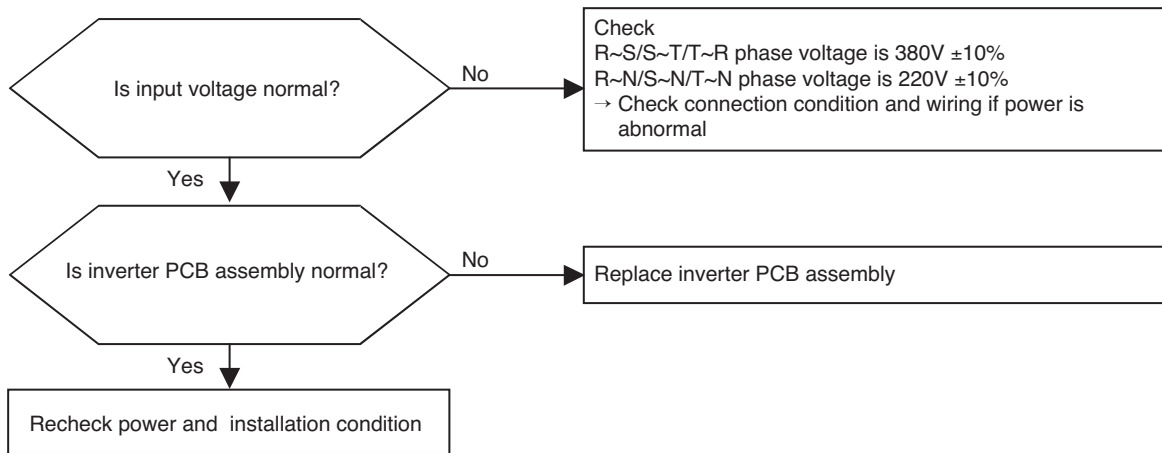 Is input voltage normal?
No
Check
R~S/S~T/T~R phase voltage is 380V ±10%
R~N/S~N/T~N phase voltage is 220V ±10%
→ Check connection condition and wiring if power is
abnormal
Yes
Is inverter PCB assembly normal?
No
Replace inverter PCB assembly
Yes
Recheck power and installation condition